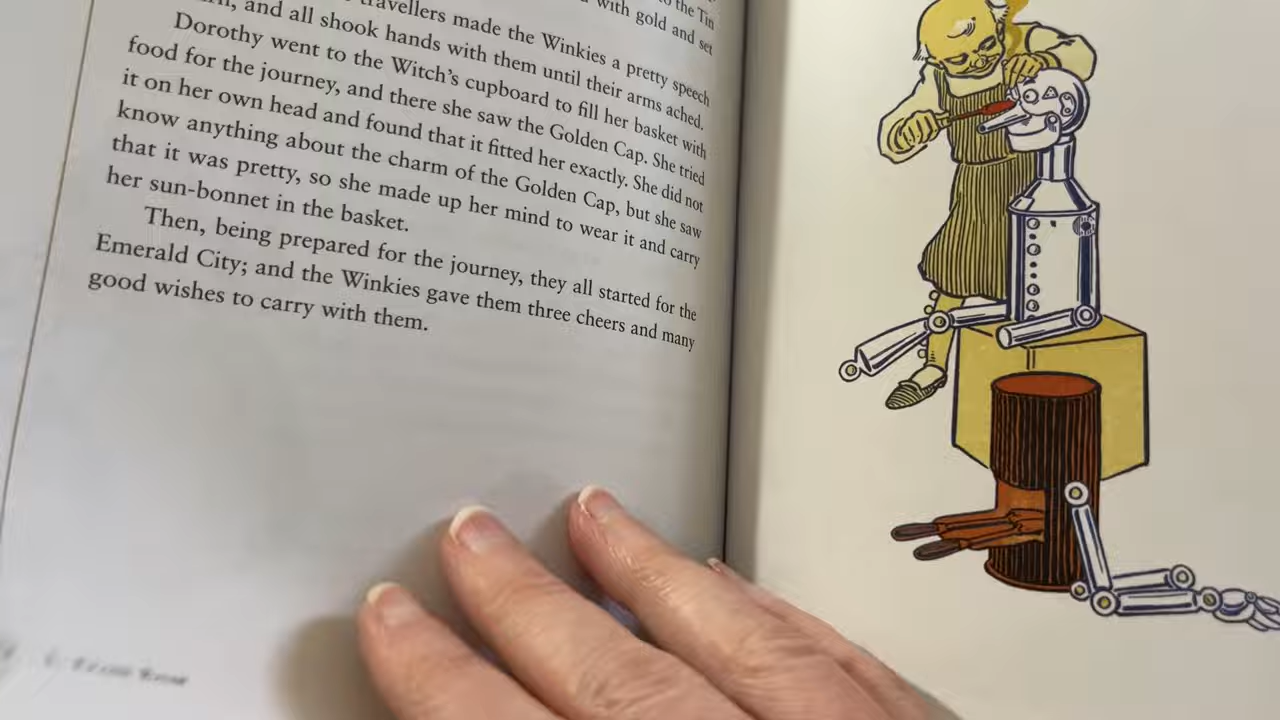 to the Tin
with gold and set
travellers made the Winkies a pretty speech
and all shook hands with them until their arms ached.
Dorothy went to the Witch's cupboard to fill her basket with
food for the journey, and there she saw the Golden Cap. She tried
it on her own head and found that it fitted her exactly. She did not
know anything about the charm of the Golden Cap, but she saw
that it was pretty, so she made up her mind to wear it and carry
her sun-bonnet in the basket.
Then, being prepared for the journey, they all started for the
Emerald City; and the Winkies gave them three cheers and many
good wishes to carry with them.